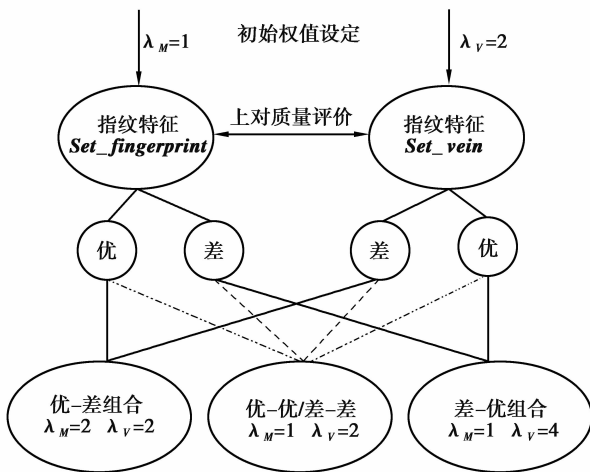 λM=1
初始权值设定
λV=2
指纹特征
Set_fingerprint
上对质量评价
指纹特征
Set_vein
优
差
差
优
优-差组合
λM=2 λV=2
优-优/差-差
λM=1 λV=2
差-优组合
λM=1 λV=4